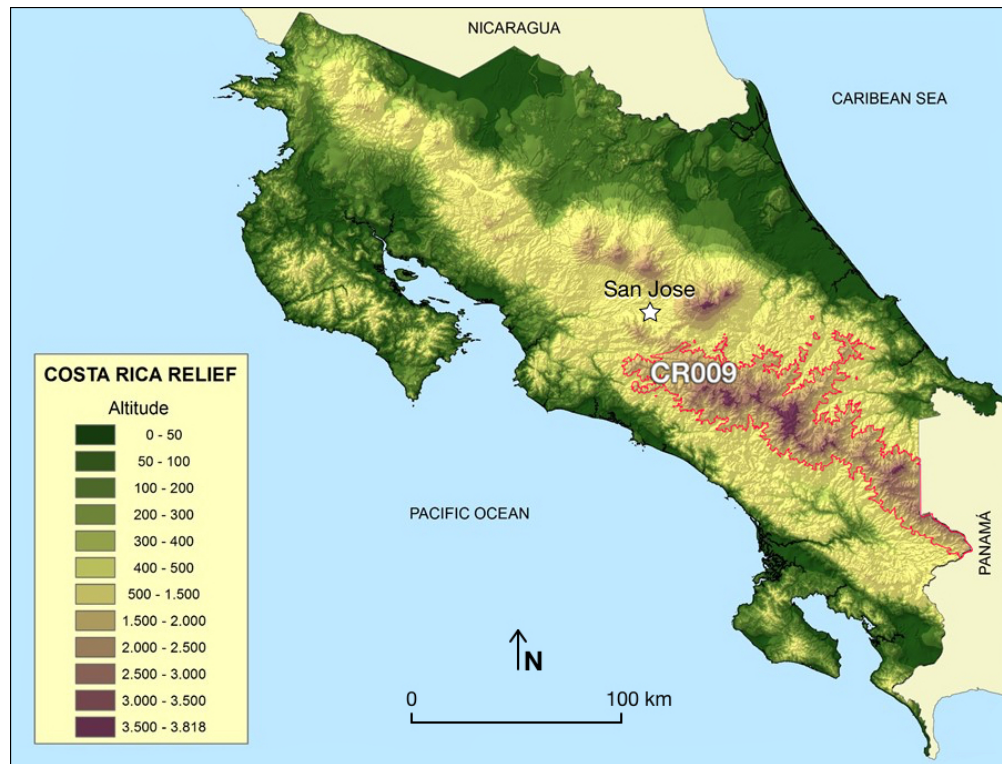 NICARAGUA
CARIBEAN SEA
San Jose
CR009
COSTA RICA RELIEF
Altitude
0 - 50
50 - 100
100 - 200
200 - 300
300 - 400
400 - 500
500 - 1.500
1.500 - 2.000
2.000 - 2.500
2.500 - 3.000
3.000 - 3.500
3.500 - 3.818
PACIFIC OCEAN
PANAMÁ
N
0 100 km